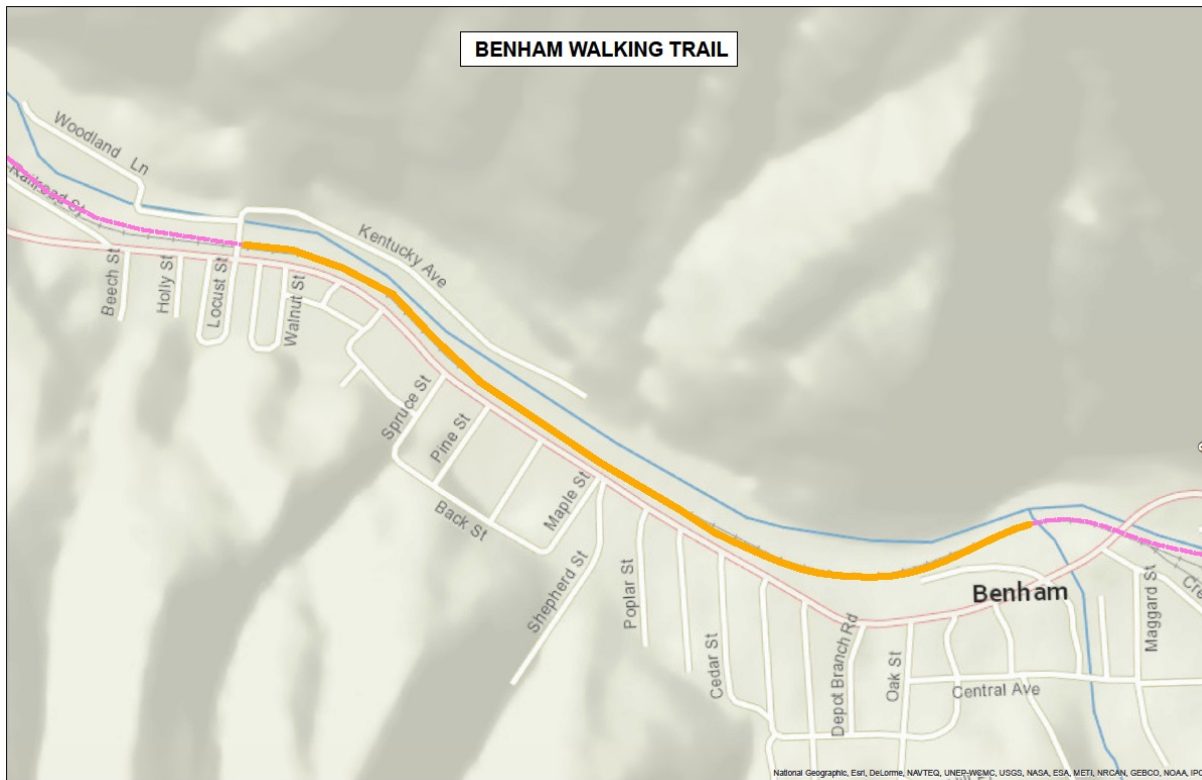 BENHAM WALKING TRAIL
Woodland Ln
Railroad St
Kentucky Ave
Beech St
Holly St
Locust St
Walnut St
Spruce St
Pine St
Back St
Maple St
Shepherd St
Poplar St
Cedar St
Depot Branch Rd
Oak St
Benham
Central Ave
Maggard St
Cre
National Geographic, Esri, DeLorme, NAVTEQ, UNEP-WCMC, USGS, NASA, ESA, METI, NRCAN, GEBCO, NOAA, IPC